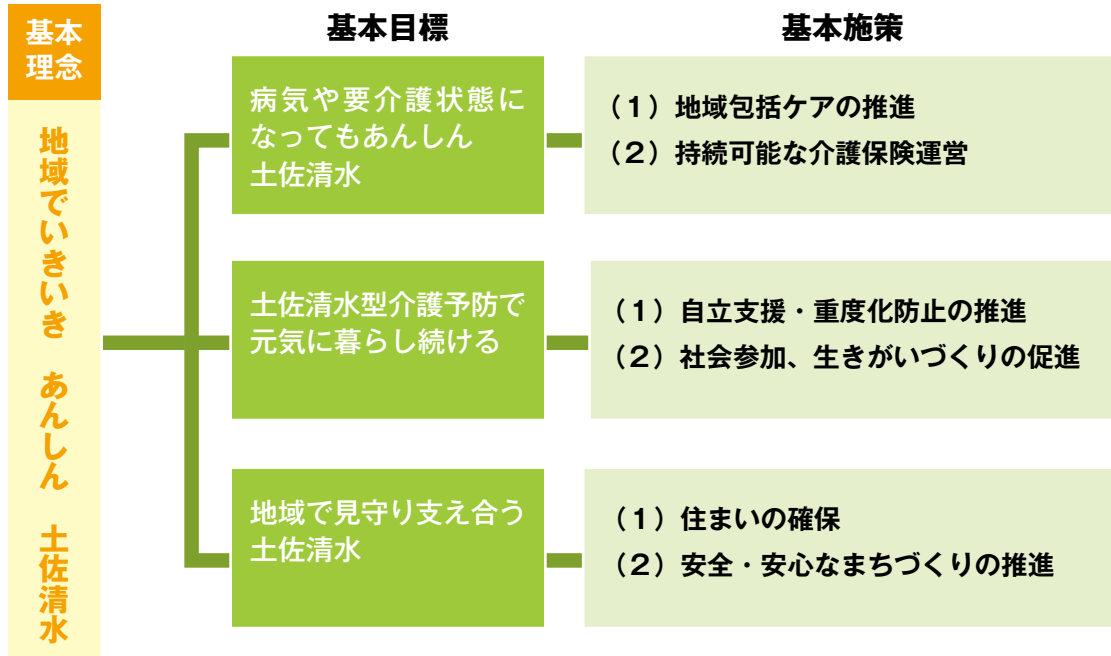 基本
理念
地域でいきいき　あんしん　土佐清水
基本目標
基本施策
病気や要介護状態に
なってもあんしん
土佐清水
（１）地域包括ケアの推進
（２）持続可能な介護保険運営
土佐清水型介護予防で
元気に暮らし続ける
（１）自立支援・重度化防止の推進
（２）社会参加、生きがいづくりの促進
地域で見守り支え合う
土佐清水
（１）住まいの確保
（２）安全・安心なまちづくりの推進